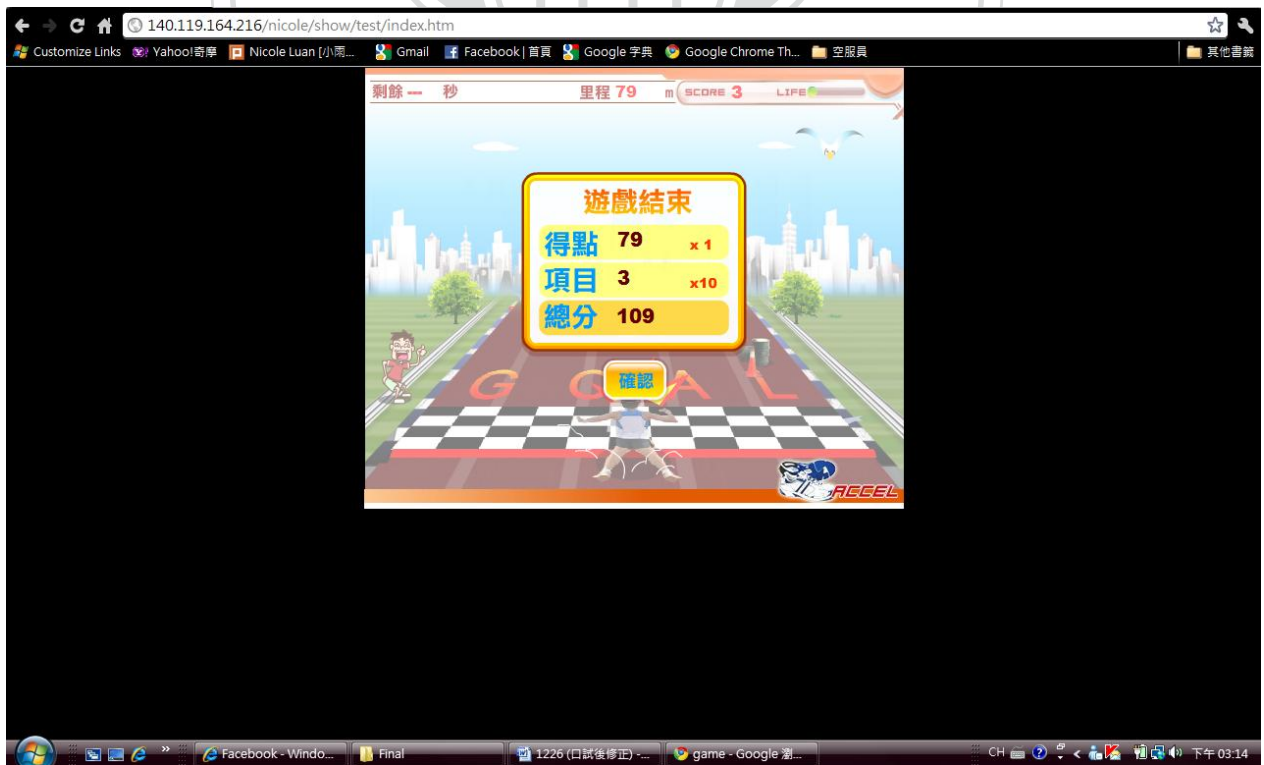 140.119.164.216/nicole/show/test/index.htm
Customize Links Yahoo!奇摩 Nicole Luan [小雨... Gmail Facebook | 首頁 Google 字典 Google Chrome Th... 空服員 其他書籤
剩餘 --- 秒 里程 79 m SCORE 3 LIFE
遊戲結束
得點 79 x 1
項目 3 x10
總分 109
確認
GOAL
ACCEL
Facebook - Windo... Final 1226 (口試後修正) -... game - Google 瀏... CH 下午 03:14